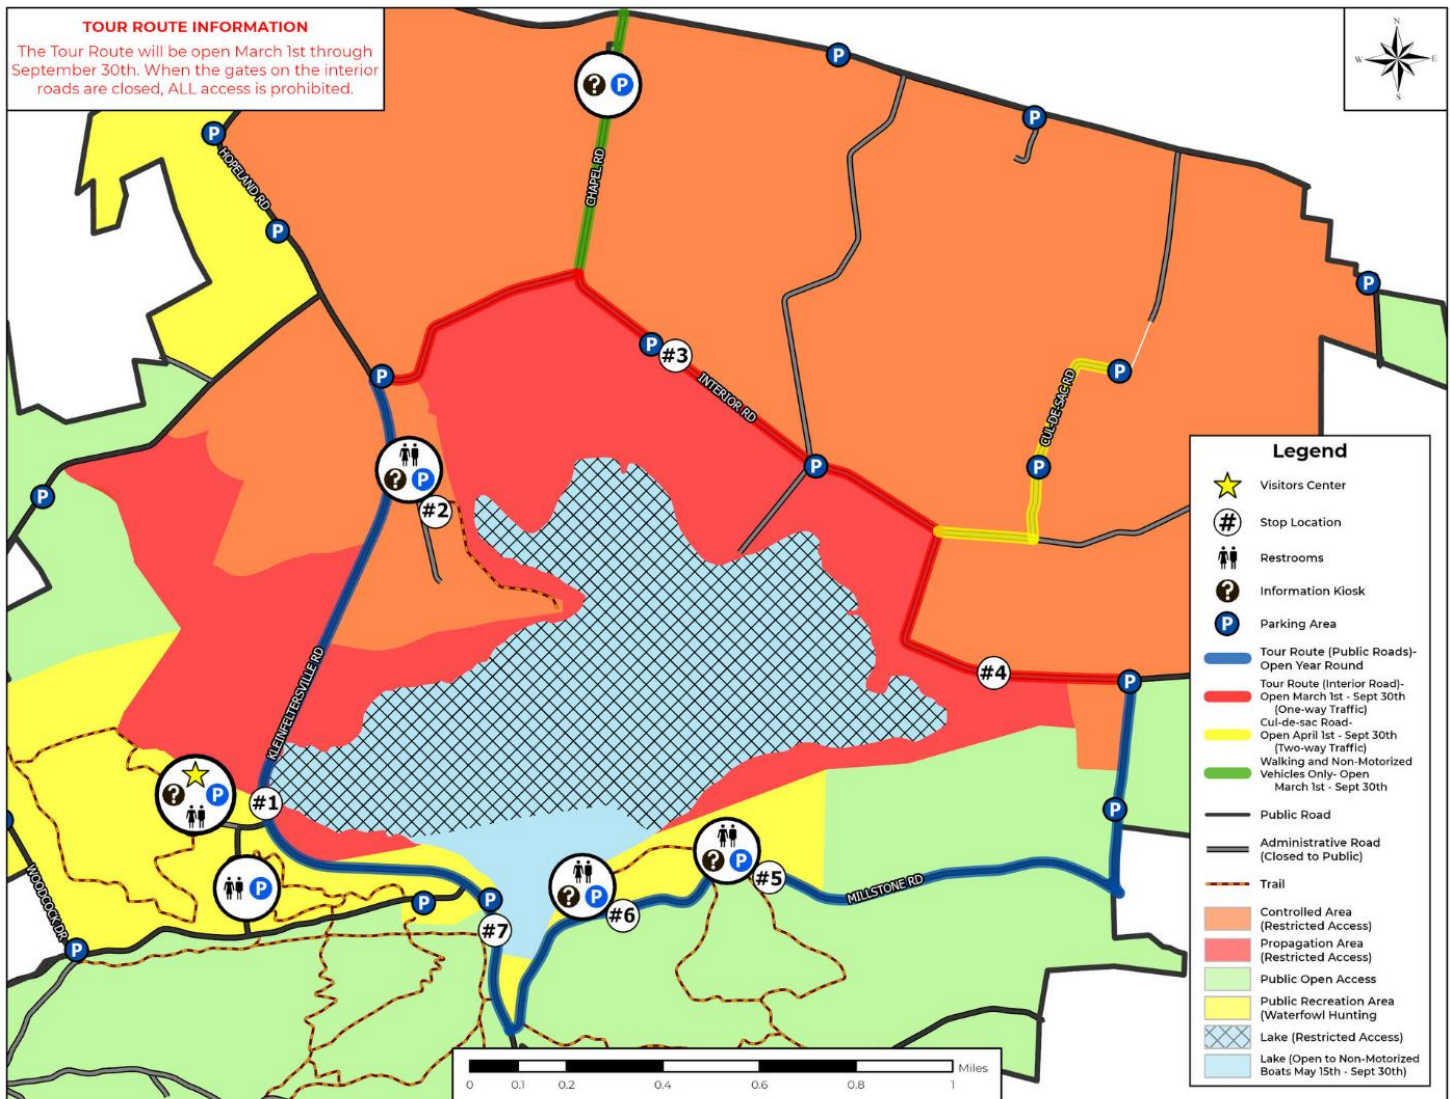 TOUR ROUTE INFORMATION
The Tour Route will be open March 1st through
September 30th. When the gates on the interior
roads are closed, ALL access is prohibited.
N
W E
S
P
? P
P
P
P
HOPELAND RD
CHAPEL RD
P
P
P
#3
INTERIOR RD
P
CUL-DE-SAC RD
P
P
P
? P
#2
P
KLEINFELTERSVILLE RD
#4
P
? P
#1
P
P
WOODCOCK DR
P
P
P
P
#7
? P
#6
? P
#5
MILLSTONE RD
Legend
Visitors Center
# Stop Location
Restrooms
? Information Kiosk
P Parking Area
Tour Route (Public Roads)-
Open Year Round
Tour Route (Interior Road)-
Open March 1st - Sept 30th
(One-way Traffic)
Cul-de-sac Road-
Open April 1st - Sept 30th
(Two-way Traffic)
Walking and Non-Motorized
Vehicles Only- Open
March 1st - Sept 30th
Public Road
Administrative Road
(Closed to Public)
Trail
Controlled Area
(Restricted Access)
Propagation Area
(Restricted Access)
Public Open Access
Public Recreation Area
(Waterfowl Hunting
Lake (Restricted Access)
Lake (Open to Non-Motorized
Boats May 15th - Sept 30th)
Miles
0 0.1 0.2 0.4 0.6 0.8 1